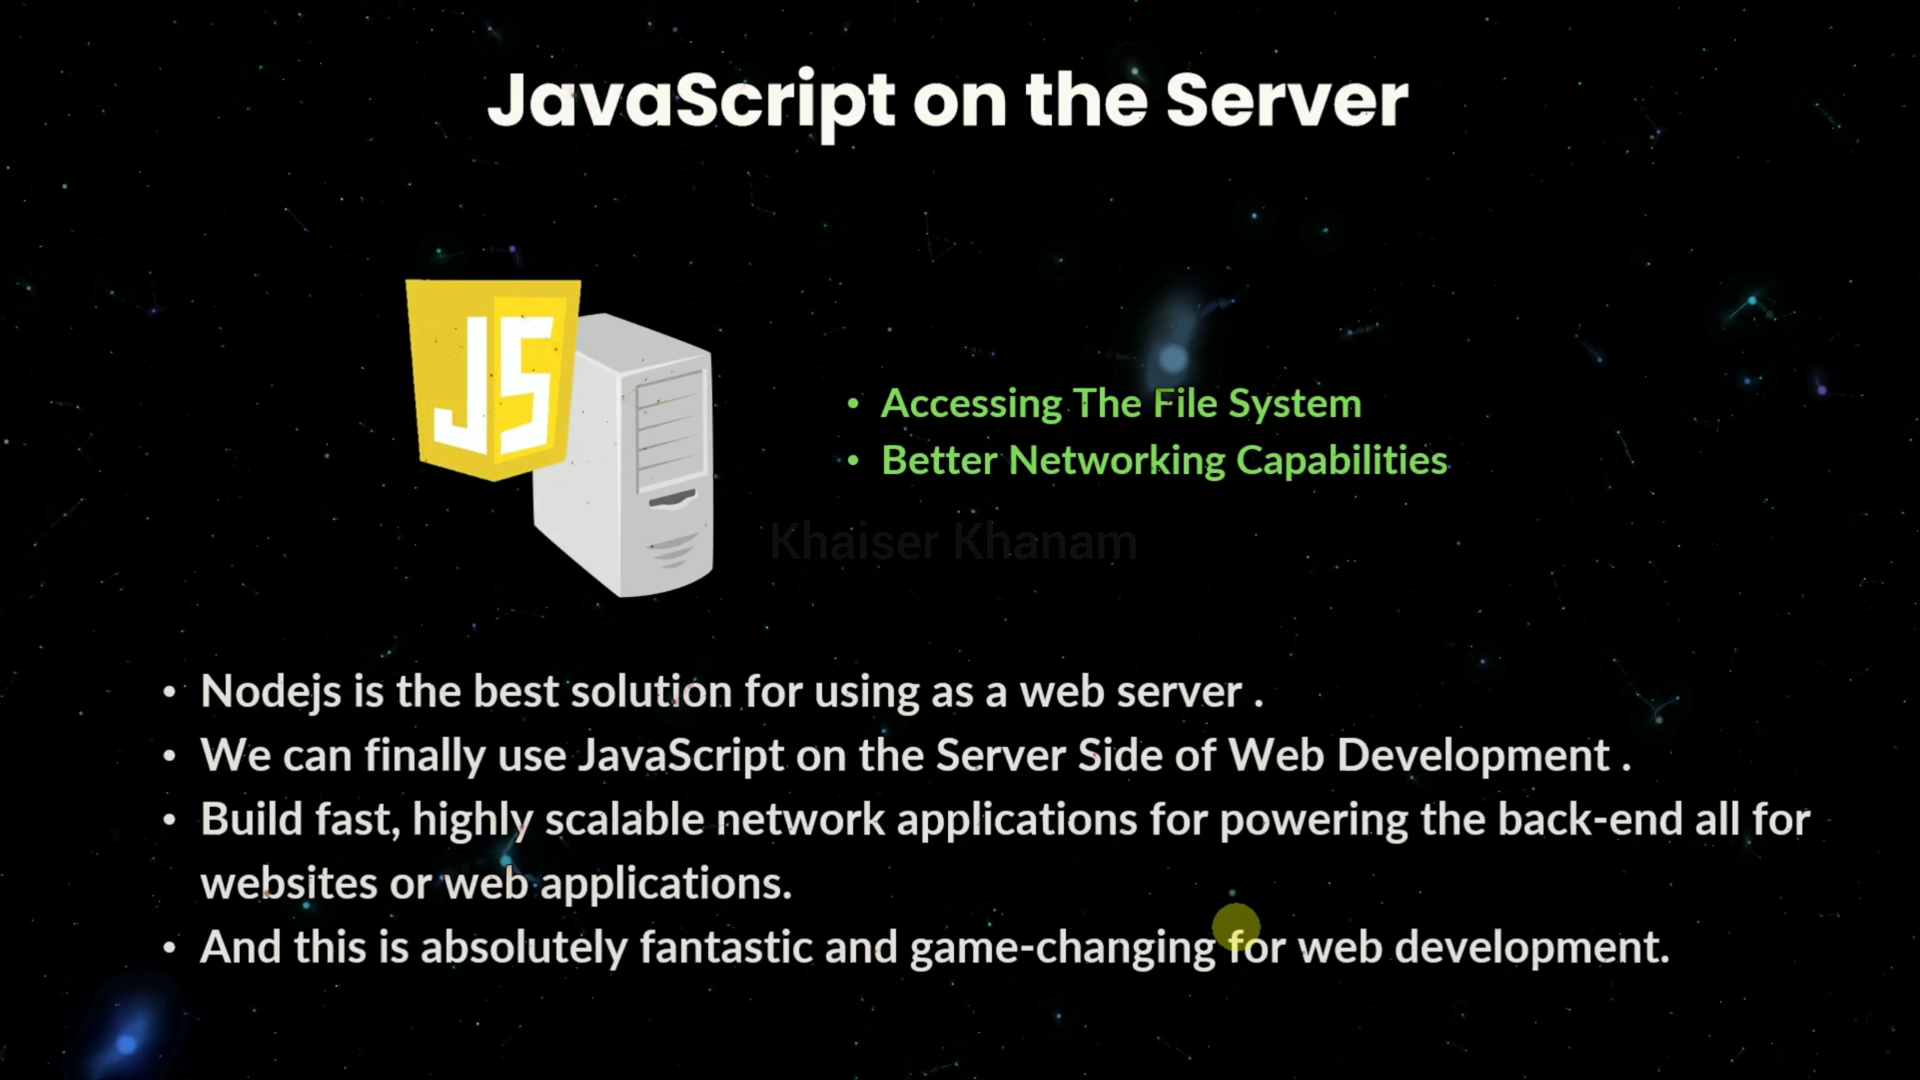 JavaScript on the Server
JS
• Accessing The File System
• Better Networking Capabilities
Khaiser Khanam
• Nodejs is the best solution for using as a web server .
• We can finally use JavaScript on the Server Side of Web Development .
• Build fast, highly scalable network applications for powering the back-end all for
websites or web applications.
• And this is absolutely fantastic and game-changing for web development.